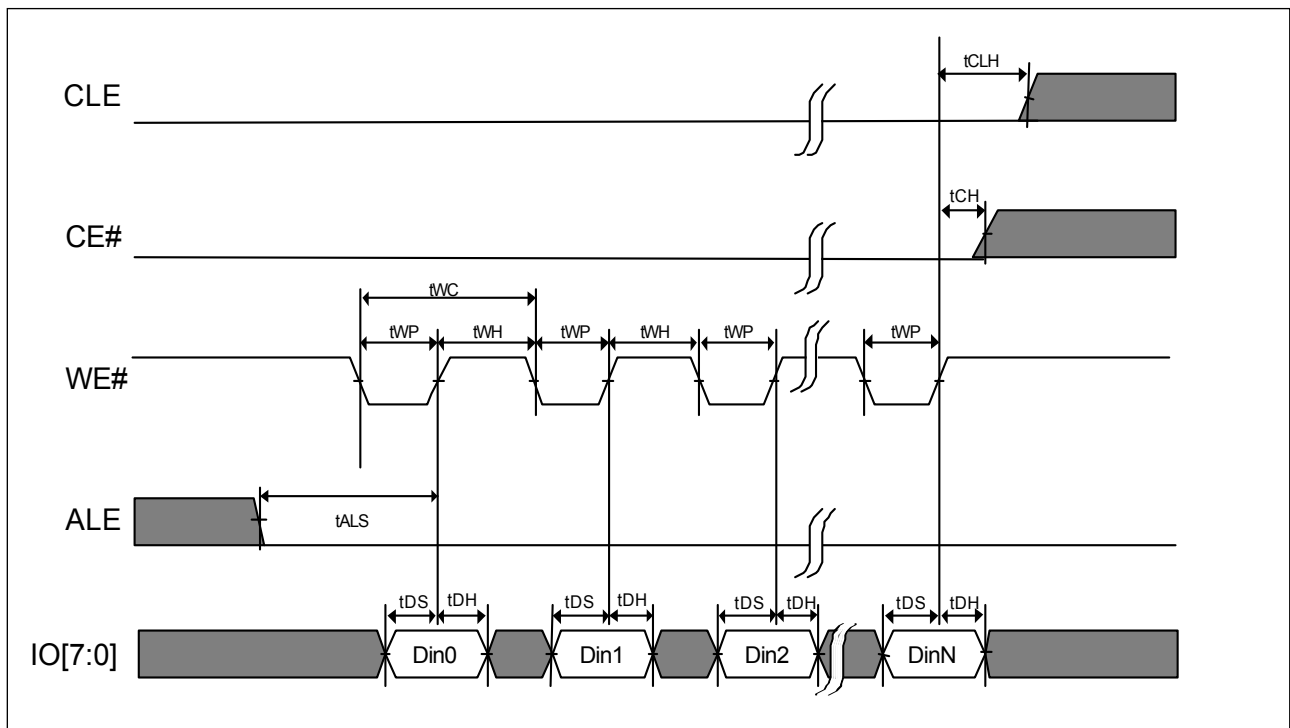 tCLH
CLE
tCH
CE#
tWC
tWP tWH tWP tWH tWP tWP
WE#
ALE
tALS
tDS tDH tDS tDH tDS tDH tDS tDH
IO[7:0] Din0 Din1 Din2 DinN